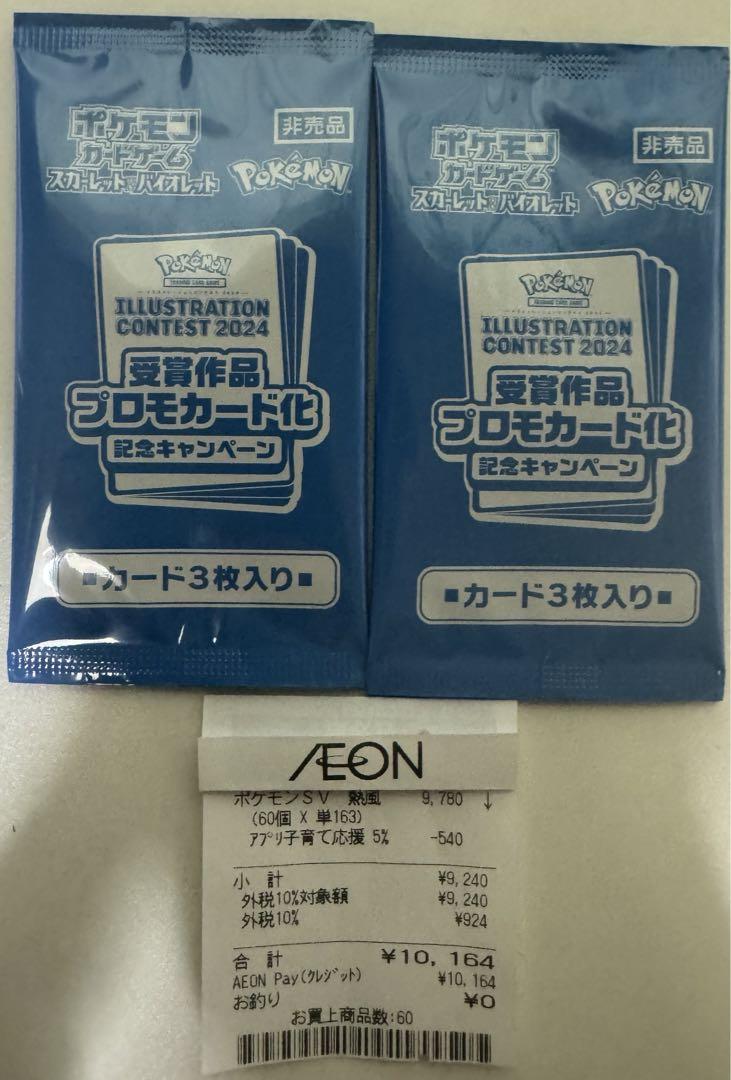 ポケモン
カードゲーム
スカーレット&バイオレット
非売品
Pokémon
Pokémon
TRADING CARD GAME
ILLUSTRATION
CONTEST 2024
受賞作品
プロモカード化
記念キャンペーン
■カード3枚入り■
ポケモン
カードゲーム
スカーレット&バイオレット
非売品
Pokémon
Pokémon
TRADING CARD GAME
ILLUSTRATION
CONTEST 2024
受賞作品
プロモカード化
記念キャンペーン
■カード3枚入り■
ÆON
ポケモンSV 熱風 9,780 ↓
(60個 X 単163)
アプリ子育て応援 5% -540
小 計 ¥9,240
外税10%対象額 ¥9,240
外税10% ¥924
合 計 ¥10,164
AEON Pay(クレジット) ¥10,164
お釣り ¥0
お買上商品数:60